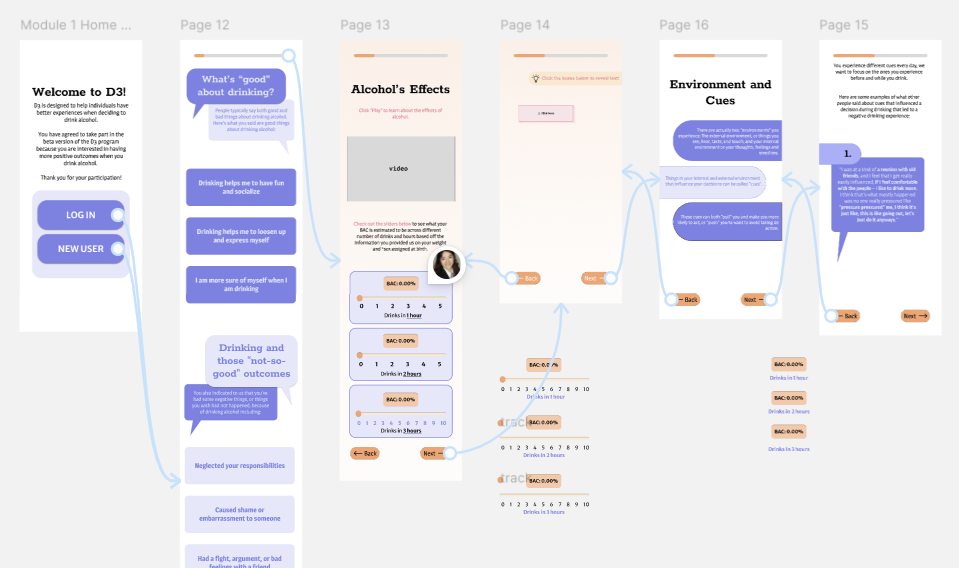 Module 1 Home ...
Welcome to D3!
D3 is designed to help individuals have
better experiences when deciding to
drink alcohol.
You have agreed to take part in the
beta version of the D3 program
because you are interested in having
more positive outcomes when you
drink alcohol.
Thank you for your participation!
LOG IN
NEW USER
Page 12
What's "good"
about drinking?
People typically say both good and
bad things about drinking alcohol.
Here's what you said are good things
about drinking alcohol:
Drinking helps me to have fun
and socialize
Drinking helps me to loosen up
and express myself
I am more sure of myself when I
am drinking
Drinking and
those "not-so-
good" outcomes
You also indicated to us that you've
had some negative things, or things
you wish had not happened, because
of drinking alcohol including:
Neglected your responsibilities
Caused shame or
embarrassment to someone
Had a fight, argument, or bad
feelings with a friend
Page 13
Alcohol's Effects
Click "Play" to learn about the effects of
alcohol.
video
Check out the sliders below to see what your
BAC is estimated to be across different
number of drinks and hours based off the
information you provided us on your weight
and *sex assigned at birth.
BAC: 0.00%
0 1 2 3 4 5
Drinks in 1 hour
BAC: 0.00%
0 1 2 3 4 5
Drinks in 2 hours
BAC: 0.00%
0 1 2 3 4 5 6 7 8 9 10
Drinks in 3 hours
← Back
Next
Page 14
Click the boxes below to reveal text!
Click here
← Back
Next
BAC: 0.00%
0 1 2 3 4 5 6 7 8 9 10
Drinks in 1 hour
track
BAC: 0.00%
0 1 2 3 4 5 6 7 8 9 10
Drinks in 2 hours
track
BAC: 0.00%
0 1 2 3 4 5 6 7 8 9 10
Drinks in 3 hours
Page 16
Environment and
Cues
There are actually two "environments" you
experience: The external environment, or things you
see, hear, taste, and touch, and your internal
environment or your thoughts, feelings and
emotions.
Things in your internal and external environment
that influence your decisions can be called "cues".
These cues can both "pull" you and make you more
likely to act, or "push" you to want to avoid taking an
action.
← Back
Next
BAC: 0.00%
Drinks in 1 hour
BAC: 0.00%
Drinks in 2 hours
BAC: 0.00%
Drinks in 3 hours
Page 15
You experience different cues every day, we
want to focus on the ones you experience
before and while you drink.
Here are some examples of what other
people said about cues that influenced a
decision during drinking that led to a
negative drinking experience:
1.
"I was at a kind of a reunion with old
friends, and I feel that I get really
easily influenced. If I feel comfortable
with the people – I like to drink more.
I think that's what mostly happened
was no one really pressured like
"pressure pressured" me, I think it's
just like, this is like going out, let's
just do it anyways."
← Back
Next →